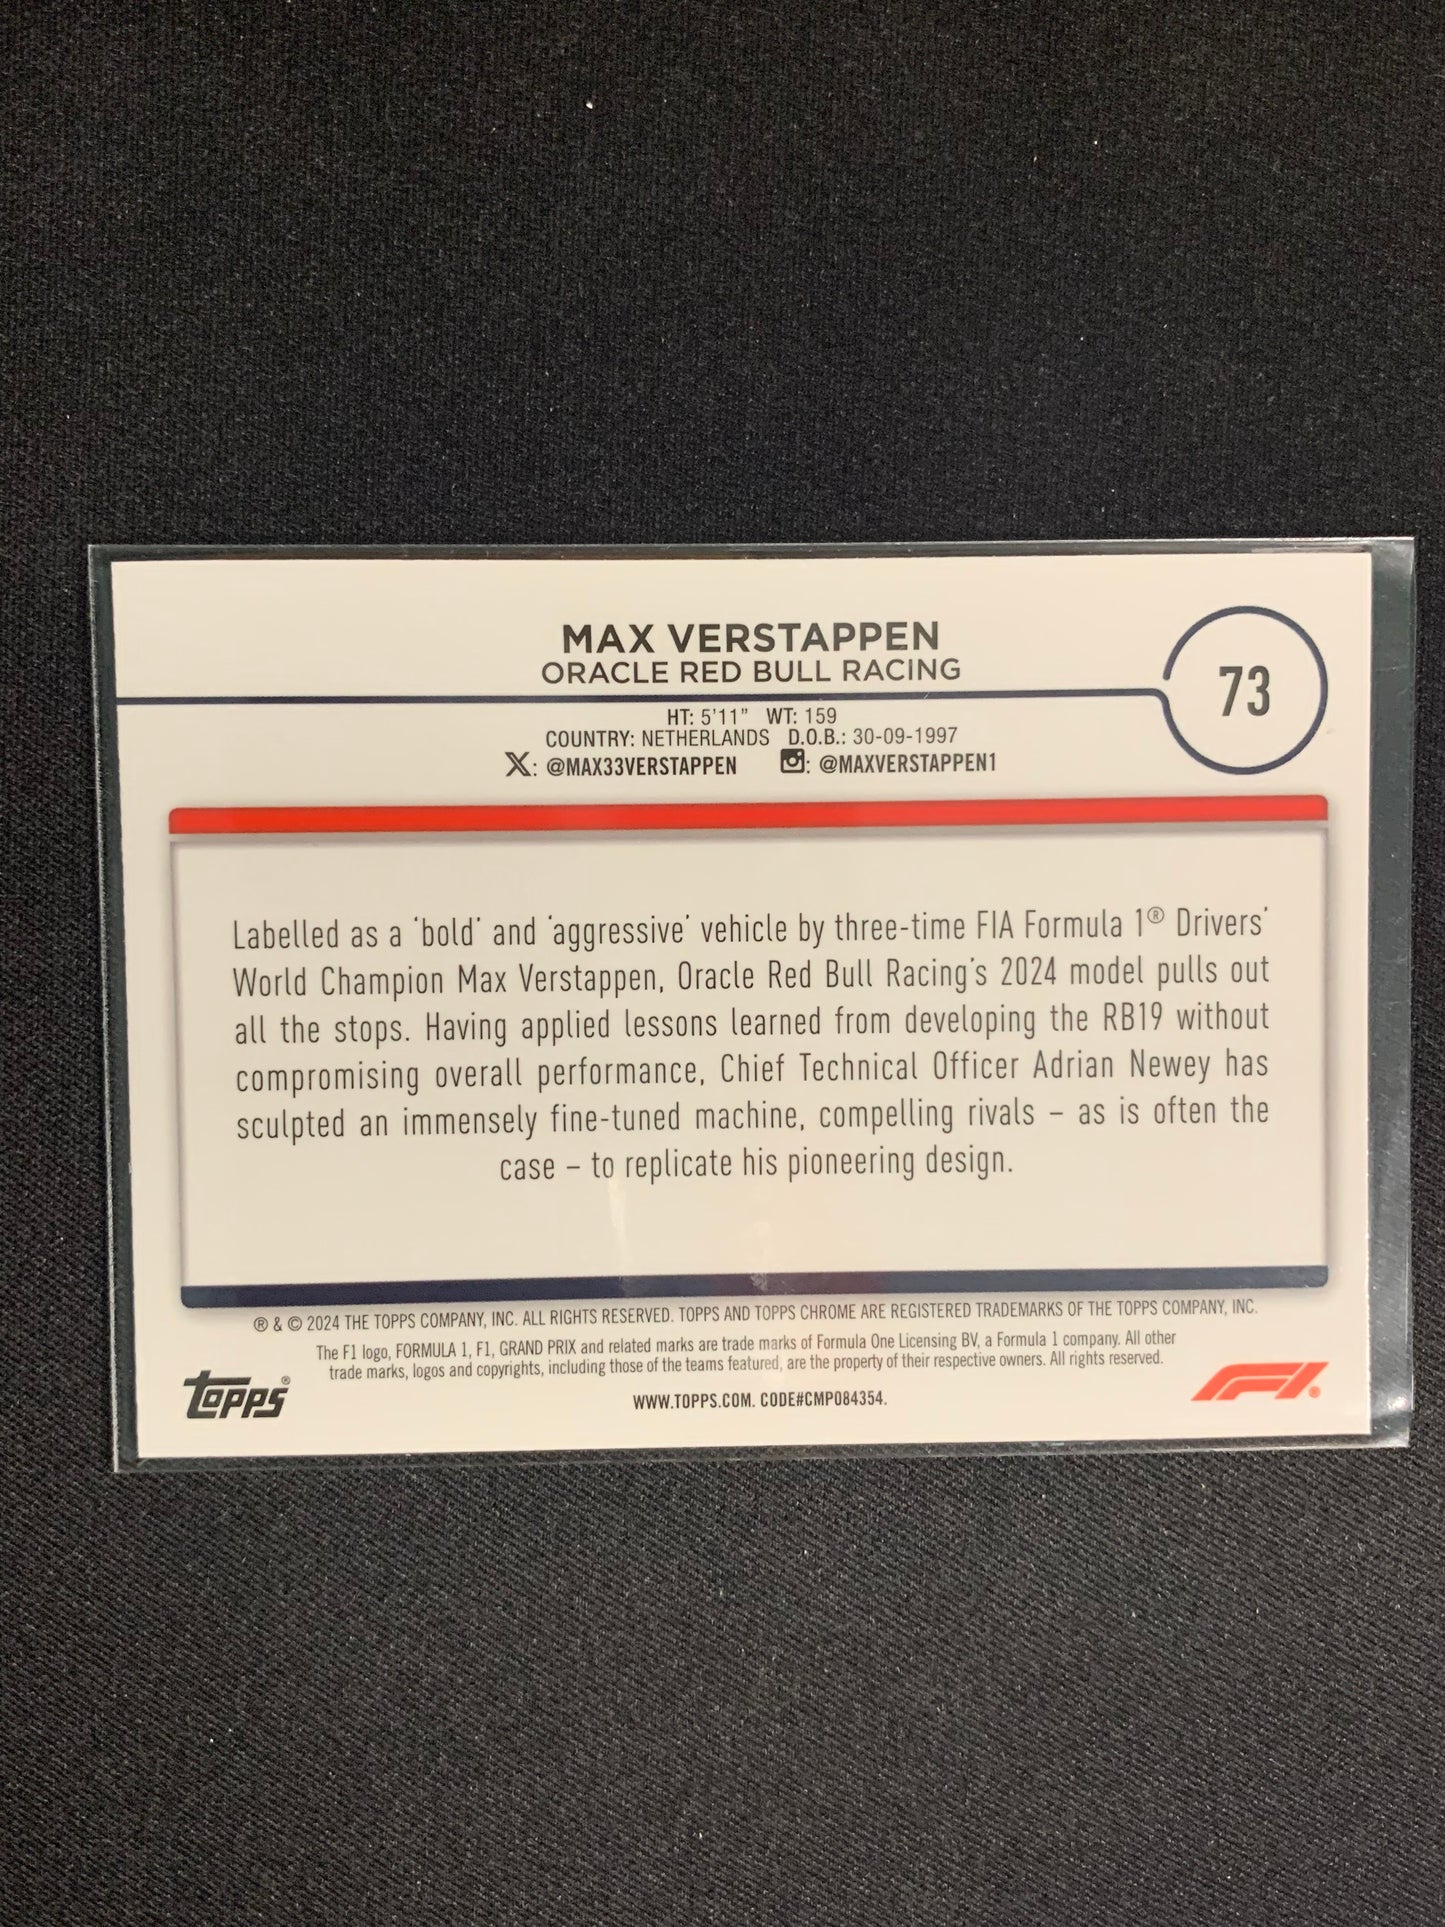 MAX VERSTAPPEN
ORACLE RED BULL RACING
73
HT: 5'11" WT: 159
COUNTRY: NETHERLANDS D.O.B.: 30-09-1997
X: @MAX33VERSTAPPEN : @MAXVERSTAPPEN1
Labelled as a 'bold' and 'aggressive' vehicle by three-time FIA Formula 1® Drivers'
World Champion Max Verstappen, Oracle Red Bull Racing's 2024 model pulls out
all the stops. Having applied lessons learned from developing the RB19 without
compromising overall performance, Chief Technical Officer Adrian Newey has
sculpted an immensely fine-tuned machine, compelling rivals – as is often the
case – to replicate his pioneering design.
® & © 2024 THE TOPPS COMPANY, INC. ALL RIGHTS RESERVED. TOPPS AND TOPPS CHROME ARE REGISTERED TRADEMARKS OF THE TOPPS COMPANY, INC.
The F1 logo, FORMULA 1, F1, GRAND PRIX and related marks are trade marks of Formula One Licensing BV, a Formula 1 company. All other
trade marks, logos and copyrights, including those of the teams featured, are the property of their respective owners. All rights reserved.
WWW.TOPPS.COM. CODE#CMP084354.
TOPPS®
F1